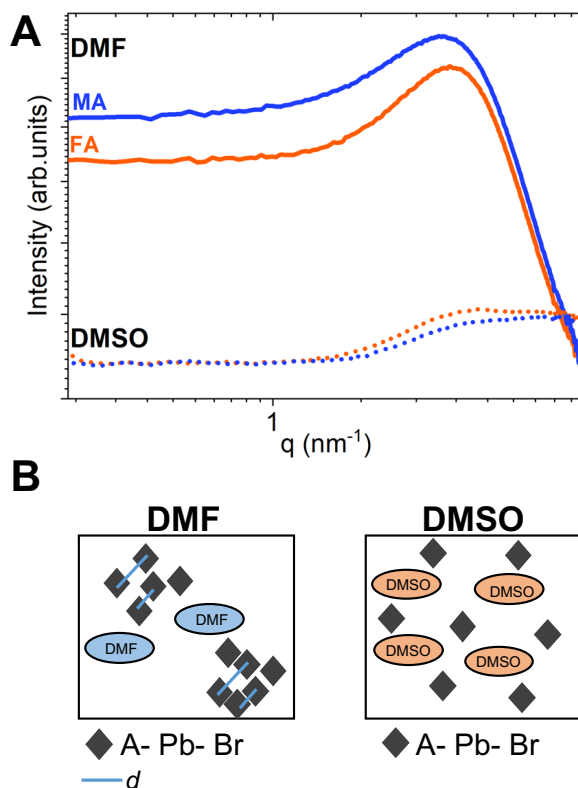 A
DMF
MA
FA
DMSO
Intensity (arb.units)
1
q (nm⁻¹)
B
DMF
DMSO
DMF
DMF
DMSO
DMSO
DMSO
DMSO
A- Pb- Br
A- Pb- Br
d